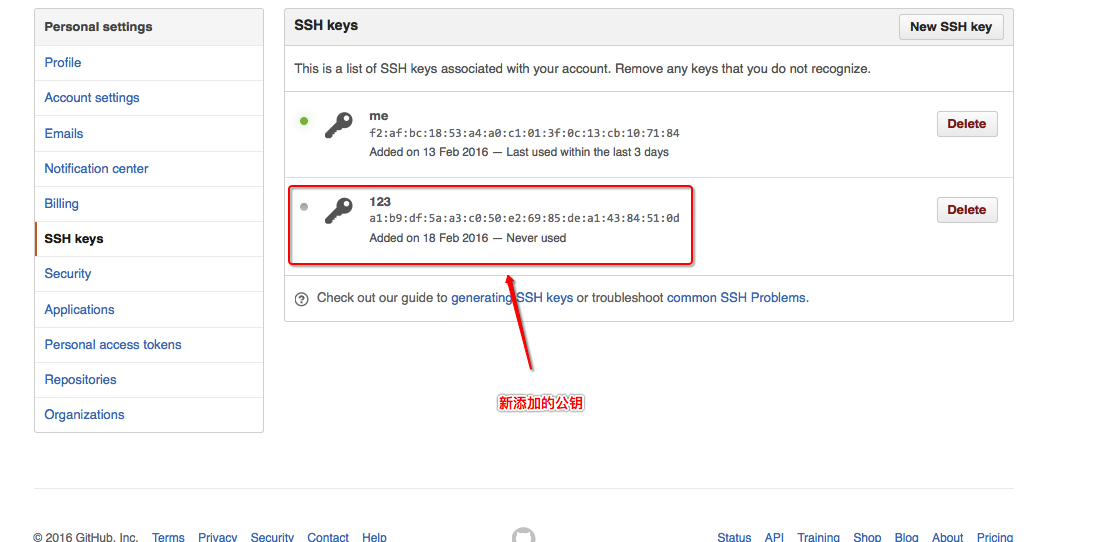 Personal settings
Profile
Account settings
Emails
Notification center
Billing
SSH keys
Security
Applications
Personal access tokens
Repositories
Organizations
SSH keys
New SSH key
This is a list of SSH keys associated with your account. Remove any keys that you do not recognize.
me
f2:af:bc:18:53:a4:a0:c1:01:3f:0c:13:cb:10:71:84
Added on 13 Feb 2016 — Last used within the last 3 days
Delete
123
a1:b9:df:5a:a3:c0:50:e2:69:85:de:a1:43:84:51:0d
Added on 18 Feb 2016 — Never used
Delete
Check out our guide to generating SSH keys or troubleshoot common SSH Problems.
新添加的公钥
© 2016 GitHub, Inc. Terms Privacy Security Contact Help
Status API Training Shop Blog About Pricing